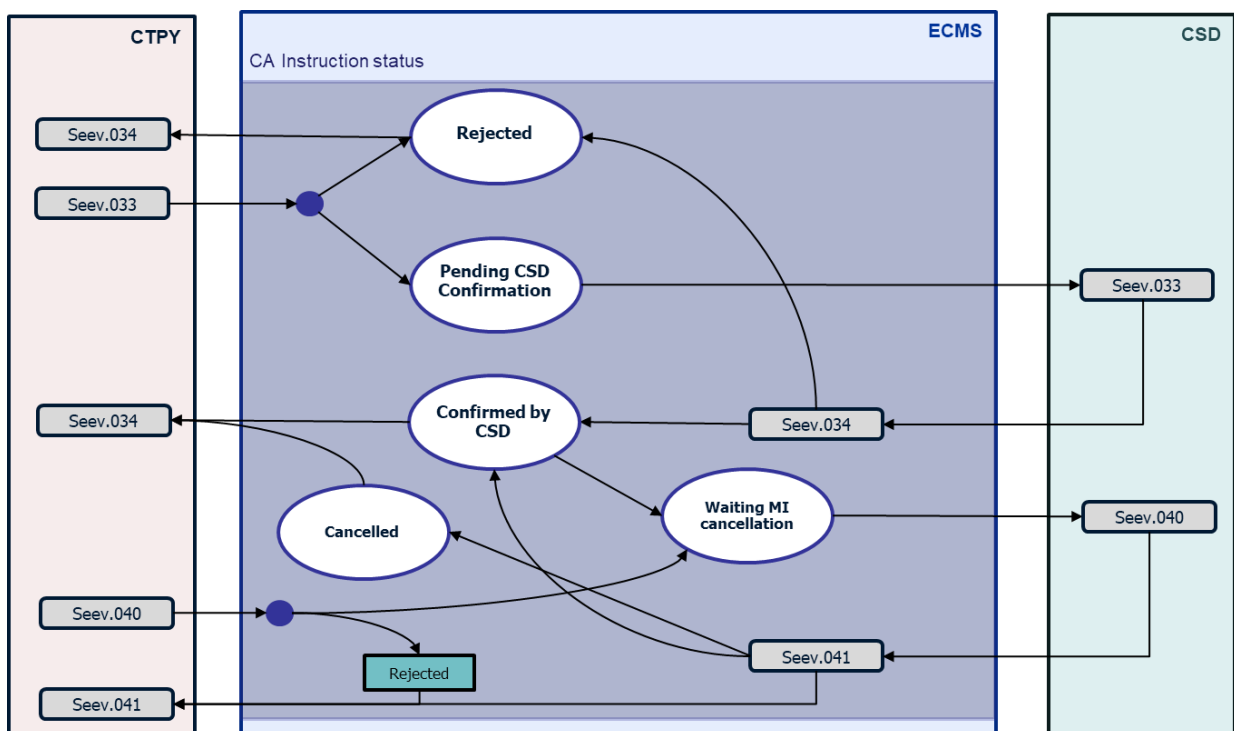 CTPY
ECMS
CSD
CA Instruction status
Seev.034
Rejected
Seev.033
Pending CSD
Confirmation
Seev.033
Seev.034
Confirmed by
CSD
Seev.034
Cancelled
Waiting MI
cancellation
Seev.040
Seev.040
Rejected
Seev.041
Seev.041